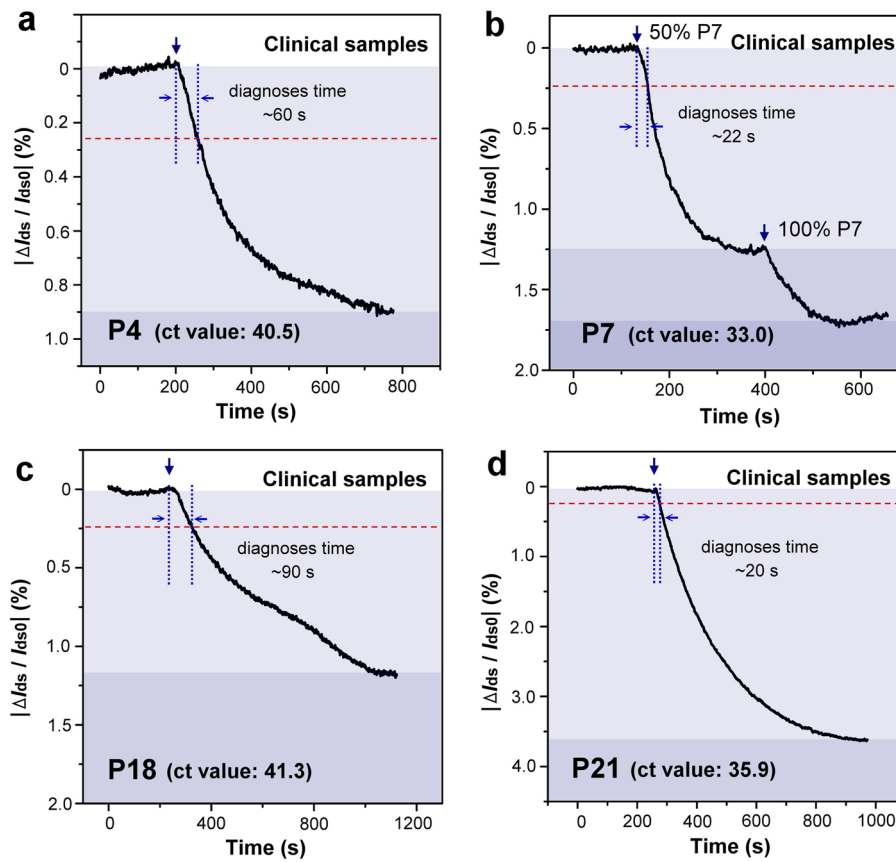 a
Clinical samples
0
0.2
0.4
0.6
0.8
1.0
|ΔIds / Ids0| (%)
diagnoses time
~60 s
P4 (ct value: 40.5)
0 200 400 600 800
Time (s)
b
50% P7
Clinical samples
0
0.5
1.0
1.5
2.0
|ΔIds / Ids0| (%)
diagnoses time
~22 s
100% P7
P7 (ct value: 33.0)
0 200 400 600
Time (s)
c
Clinical samples
0
0.5
1.0
1.5
2.0
|ΔIds / Ids0| (%)
diagnoses time
~90 s
P18 (ct value: 41.3)
0 400 800 1200
Time (s)
d
Clinical samples
0
1.0
2.0
3.0
4.0
|ΔIds / Ids0| (%)
diagnoses time
~20 s
P21 (ct value: 35.9)
0 200 400 600 800 1000
Time (s)